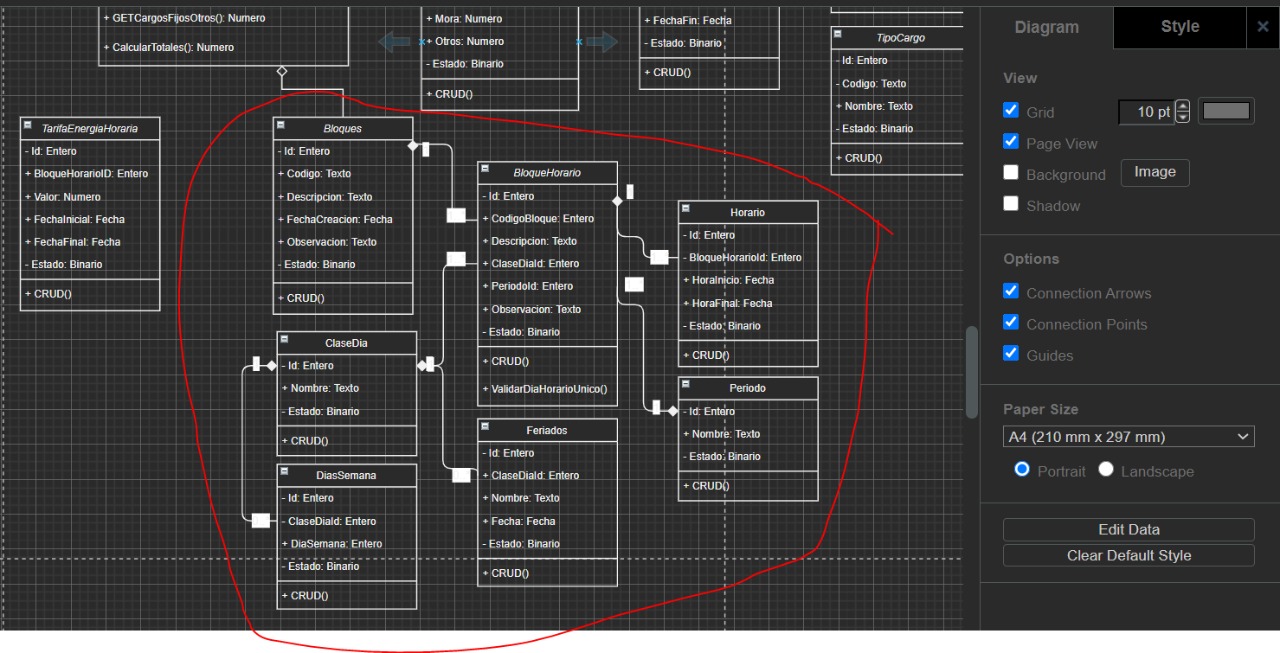 + GETCargosFijosOtros(): Numero
+ CalcularTotales(): Numero
+ Mora: Numero
+ Otros: Numero
- Estado: Binario
+ CRUD()
+ FechaFin: Fecha
- Estado: Binario
+ CRUD()
TipoCargo
- Id: Entero
- Codigo: Texto
+ Nombre: Texto
- Estado: Binario
+ CRUD()
TarifaEnergiaHoraria
- Id: Entero
+ BloqueHorarioID: Entero
+ Valor: Numero
+ FechaInicial: Fecha
+ FechaFinal: Fecha
- Estado: Binario
+ CRUD()
Bloques
- Id: Entero
+ Codigo: Texto
+ Descripcion: Texto
+ FechaCreacion: Fecha
+ Observacion: Texto
- Estado: Binario
+ CRUD()
BloqueHorario
- Id: Entero
+ CodigoBloque: Entero
+ Descripcion: Texto
+ ClaseDiaId: Entero
+ PeriodoId: Entero
+ Observacion: Texto
- Estado: Binario
+ CRUD()
+ ValidarDiaHorarioUnico()
Horario
- Id: Entero
- BloqueHorarioId: Entero
+ HoraInicio: Fecha
+ HoraFinal: Fecha
- Estado: Binario
+ CRUD()
ClaseDia
- Id: Entero
+ Nombre: Texto
- Estado: Binario
+ CRUD()
Periodo
- Id: Entero
+ Nombre: Texto
- Estado: Binario
+ CRUD()
Feriados
- Id: Entero
+ ClaseDiaId: Entero
+ Nombre: Texto
+ Fecha: Fecha
- Estado: Binario
+ CRUD()
DiasSemana
- Id: Entero
- ClaseDiaId: Entero
+ DiaSemana: Entero
- Estado: Binario
+ CRUD()
Diagram
Style
View
Grid
10 pt
Page View
Background
Image
Shadow
Options
Connection Arrows
Connection Points
Guides
Paper Size
A4 (210 mm x 297 mm)
Portrait
Landscape
Edit Data
Clear Default Style